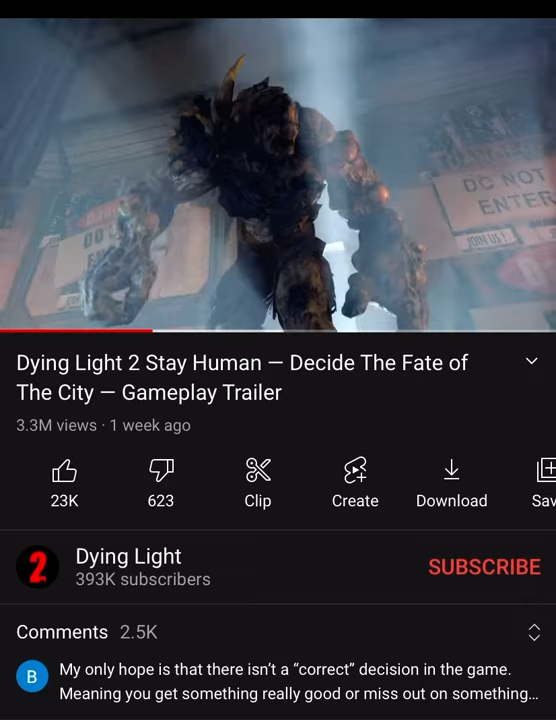 DO NOT
ENTER
JOIN US!
DO
Dying Light 2 Stay Human — Decide The Fate of
The City — Gameplay Trailer
3.3M views · 1 week ago
23K
623
Clip
Create
Download
Sav
2
Dying Light
393K subscribers
SUBSCRIBE
Comments 2.5K
B
My only hope is that there isn’t a “correct” decision in the game.
Meaning you get something really good or miss out on something...